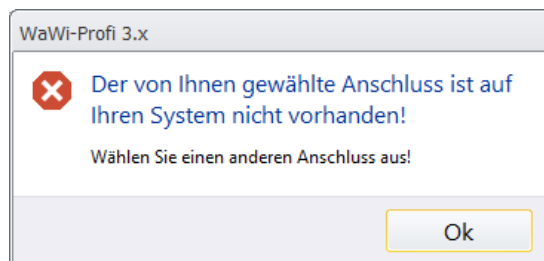 WaWi-Profi 3.x
Der von Ihnen gewählte Anschluss ist auf
Ihren System nicht vorhanden!
Wählen Sie einen anderen Anschluss aus!
Ok